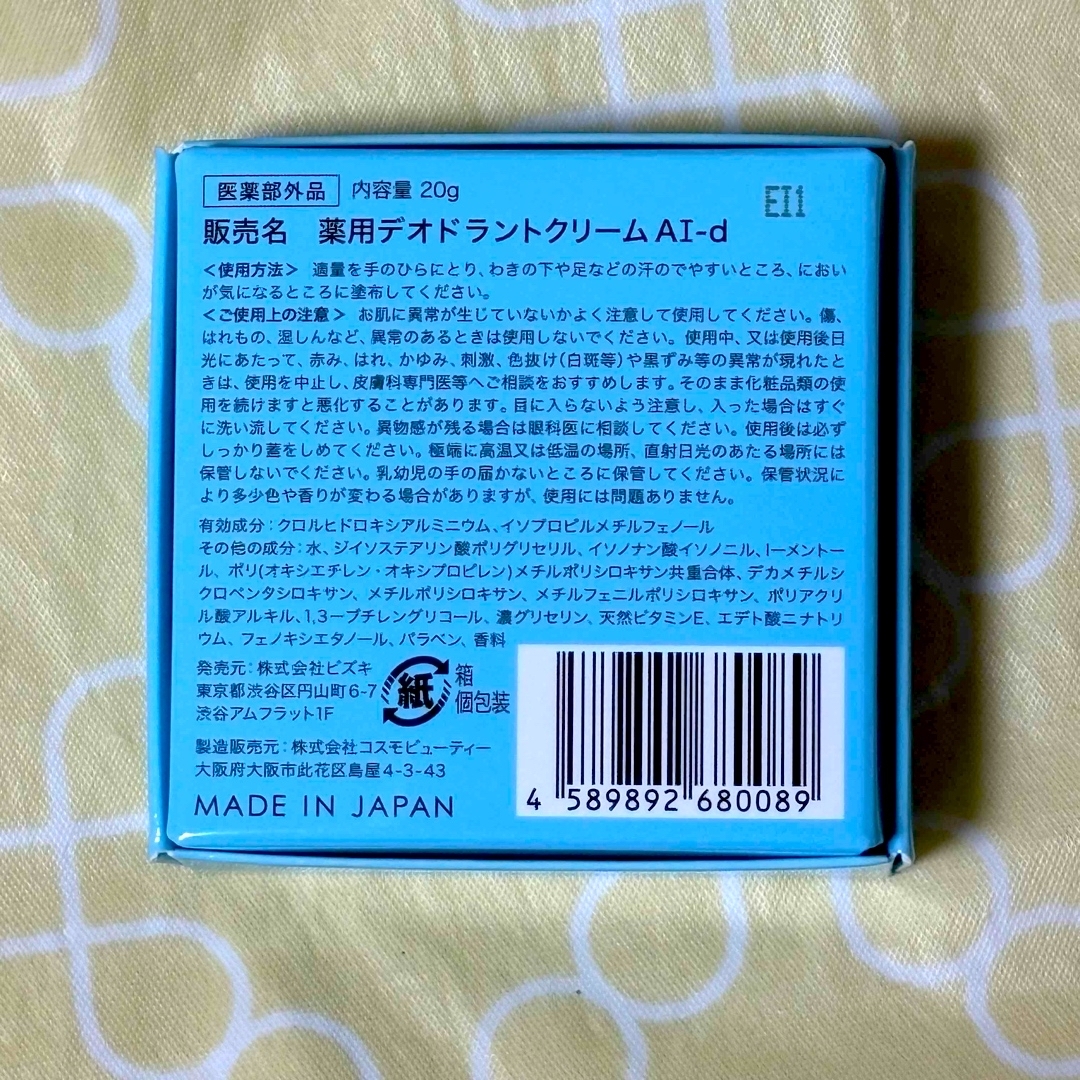 医薬部外品 内容量 20g
EI1
販売名 薬用デオドラントクリームAI-d
＜使用方法＞ 適量を手のひらにとり、わきの下や足などの汗のでやすいところ、におい
が気になるところに塗布してください。
＜ご使用上の注意＞ お肌に異常が生じていないかよく注意して使用してください。傷、
はれもの、湿しんなど、異常のあるときは使用しないでください。使用中、又は使用後日
光にあたって、赤み、はれ、かゆみ、刺激、色抜け(白斑等)や黒ずみ等の異常が現れたと
きは、使用を中止し、皮膚科専門医等へご相談をおすすめします。そのまま化粧品類の使
用を続けますと悪化することがあります。目に入らないよう注意し、入った場合はすぐ
に洗い流してください。異物感が残る場合は眼科医に相談してください。使用後は必ず
しっかり蓋をしめてください。極端に高温又は低温の場所、直射日光のあたる場所には
保管しないでください。乳幼児の手の届かないところに保管してください。保管状況に
より多少色や香りが変わる場合がありますが、使用には問題ありません。
有効成分：クロルヒドロキシアルミニウム、イソプロピルメチルフェノール
その他の成分：水、ジイソステアリン酸ポリグリセリル、イソノナン酸イソノニル、l－メントー
ル、ポリ(オキシエチレン・オキシプロピレン)メチルポリシロキサン共重合体、デカメチルシ
クロペンタシロキサン、メチルポリシロキサン、メチルフェニルポリシロキサン、ポリアクリ
ル酸アルキル、1,3－ブチレングリコール、濃グリセリン、天然ビタミンE、エデト酸二ナトリ
ウム、フェノキシエタノール、パラベン、香料
発売元：株式会社ビズキ
東京都渋谷区円山町6-7
渋谷アムフラット1F
紙
箱
個包装
製造販売元：株式会社コスモビューティー
大阪府大阪市此花区島屋4-3-43
MADE IN JAPAN
4 589892 680089